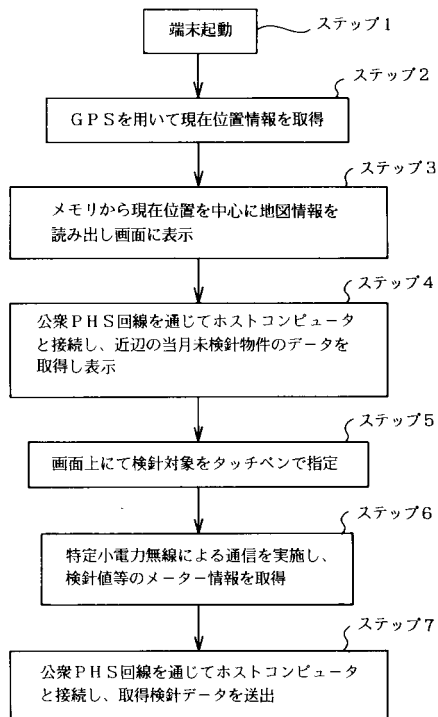 端末起動
ステップ1
ステップ2
GPSを用いて現在位置情報を取得
ステップ3
メモリから現在位置を中心に地図情報を
読み出し画面に表示
ステップ4
公衆PHS回線を通じてホストコンピュータ
と接続し、近辺の当月未検針物件のデータを
取得し表示
ステップ5
画面上にて検針対象をタッチペンで指定
ステップ6
特定小電力無線による通信を実施し、
検針値等のメーター情報を取得
ステップ7
公衆PHS回線を通じてホストコンピュータ
と接続し、取得検針データを送出